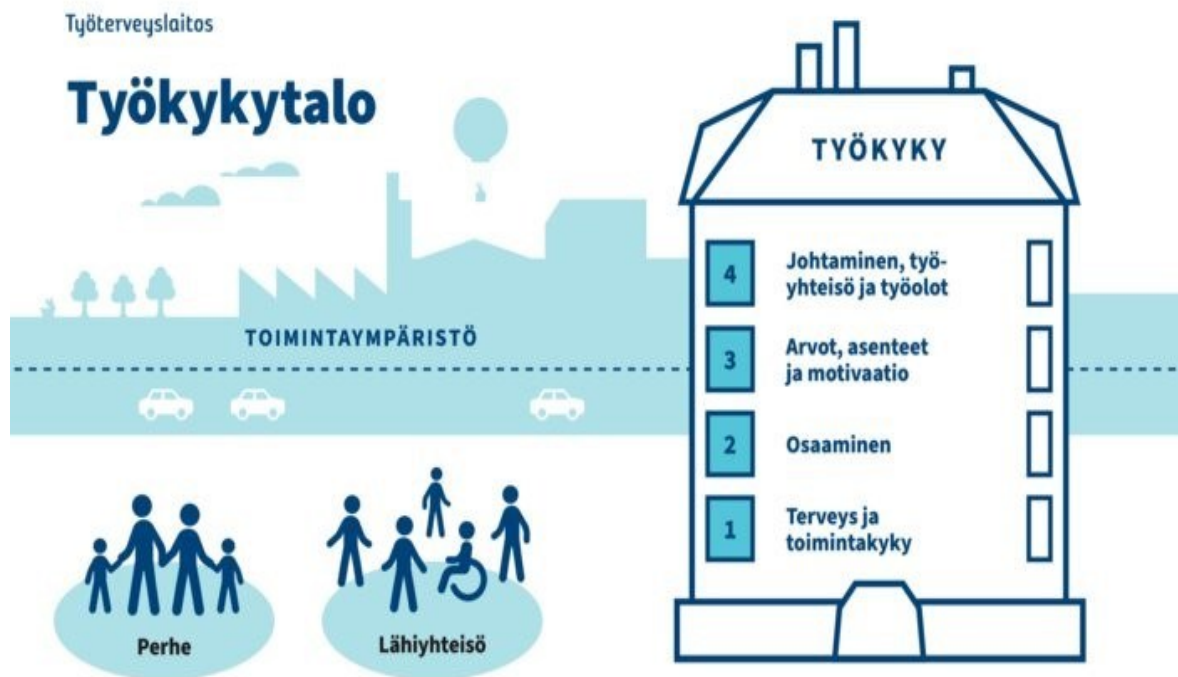 Työterveyslaitos
Työkykytalo
TYÖKYKY
4
Johtaminen, työ-
yhteisö ja työolot
3
Arvot, asenteet
ja motivaatio
2
Osaaminen
1
Terveys ja
toimintakyky
TOIMINTAYMPÄRISTÖ
Perhe
Lähiyhteisö